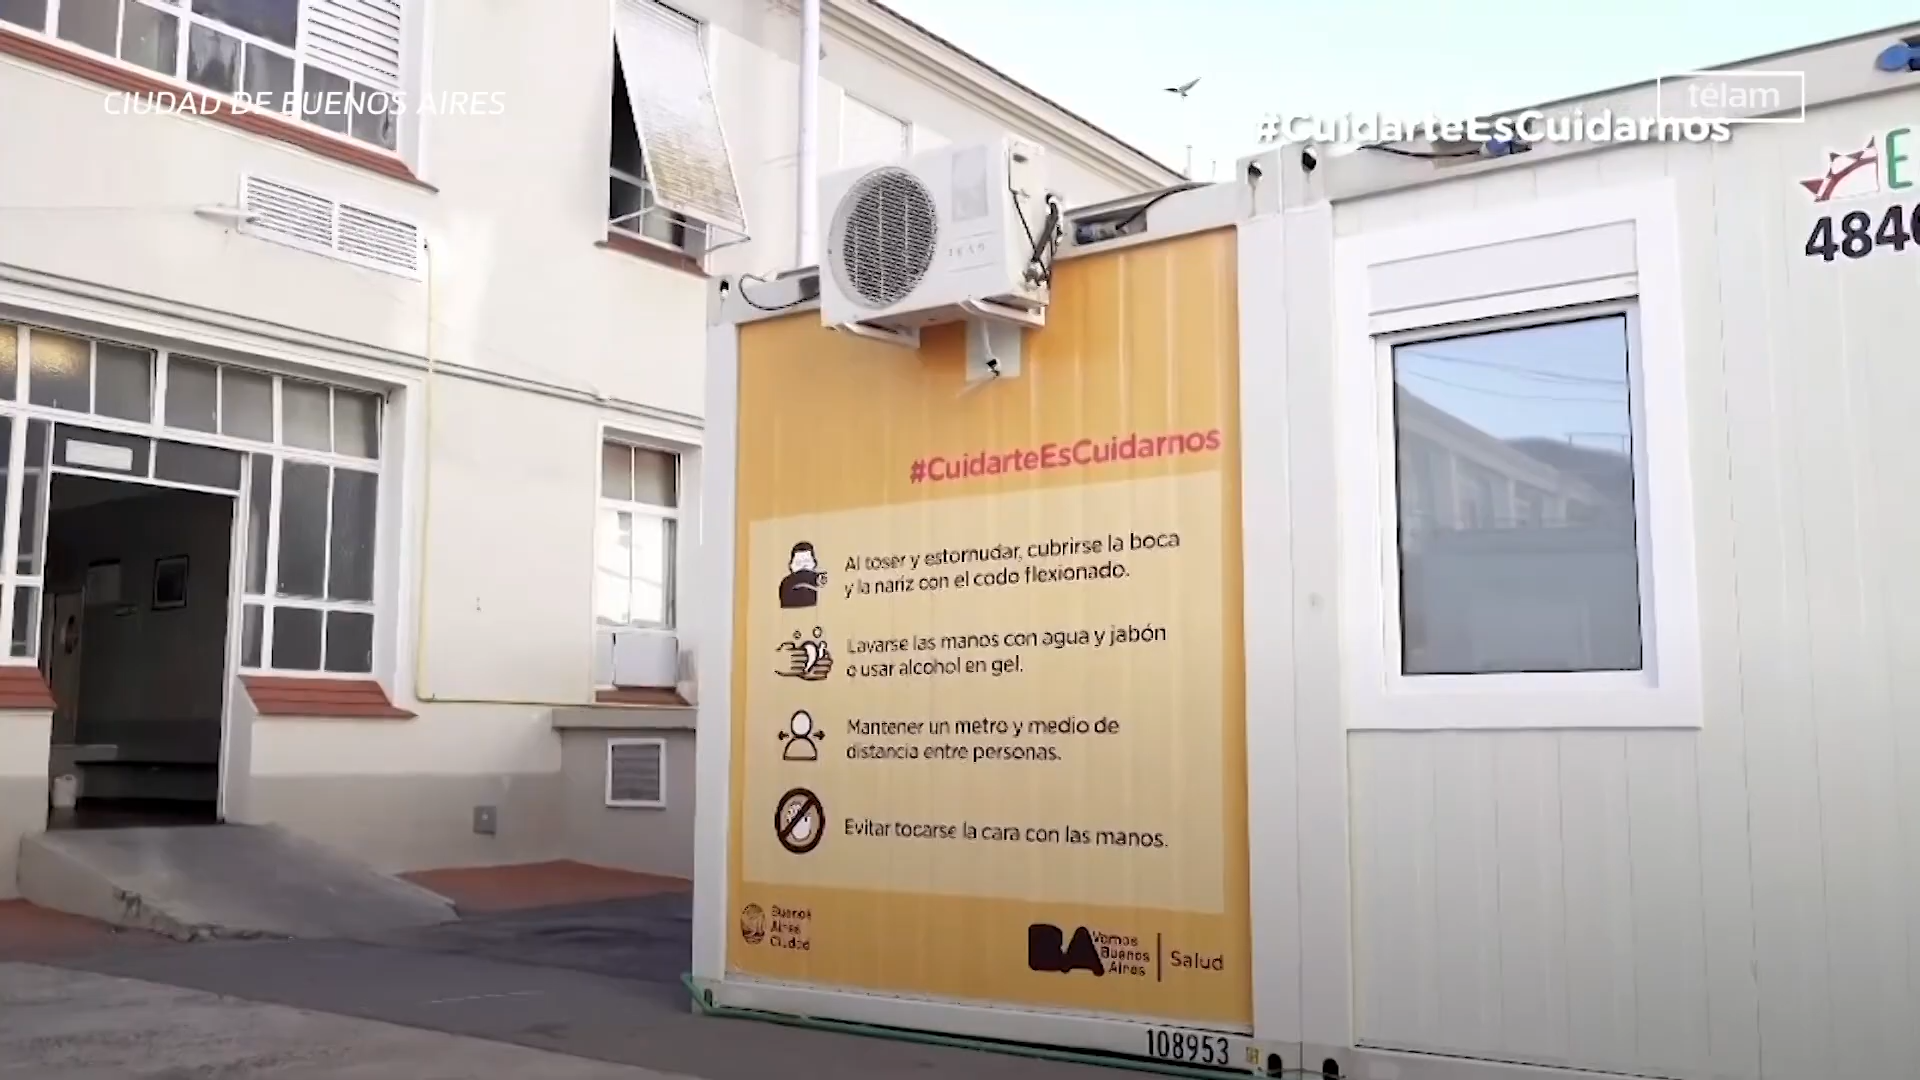 CIUDAD DE BUENOS AIRES
télam
#CuidarteEsCuidarnos
E
484
#CuidarteEsCuidarnos
Al toser y estornudar, cubrirse la boca
y la nariz con el codo flexionado.
Lavarse las manos con agua y jabón
o usar alcohol en gel.
Mantener un metro y medio de
distancia entre personas.
Evitar tocarse la cara con las manos.
Buenos
Aires
Ciudad
BA
Vamos
Buenos
Aires
Salud
108953